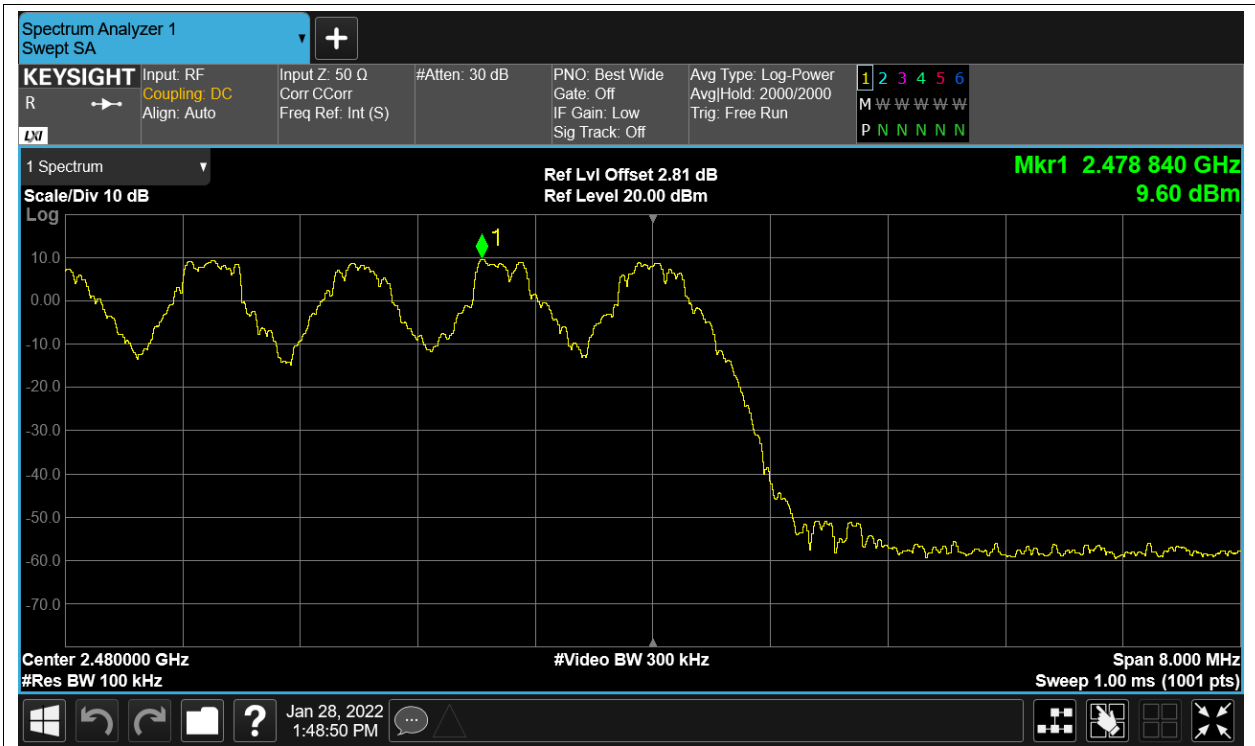 Spectrum Analyzer 1
Swept SA
KEYSIGHT
R
LXI
Input: RF
Coupling: DC
Align: Auto
Input Z: 50 Ω
Corr CCorr
Freq Ref: Int (S)
#Atten: 30 dB
PNO: Best Wide
Gate: Off
IF Gain: Low
Sig Track: Off
Avg Type: Log-Power
Avg|Hold: 2000/2000
Trig: Free Run
1 2 3 4 5 6
M W W W W W
P N N N N N
1 Spectrum
Scale/Div 10 dB
Log
Ref Lvl Offset 2.81 dB
Ref Level 20.00 dBm
Mkr1 2.478 840 GHz
9.60 dBm
1
10.0
0.00
-10.0
-20.0
-30.0
-40.0
-50.0
-60.0
-70.0
Center 2.480000 GHz
#Res BW 100 kHz
#Video BW 300 kHz
Span 8.000 MHz
Sweep 1.00 ms (1001 pts)
?
Jan 28, 2022
1:48:50 PM